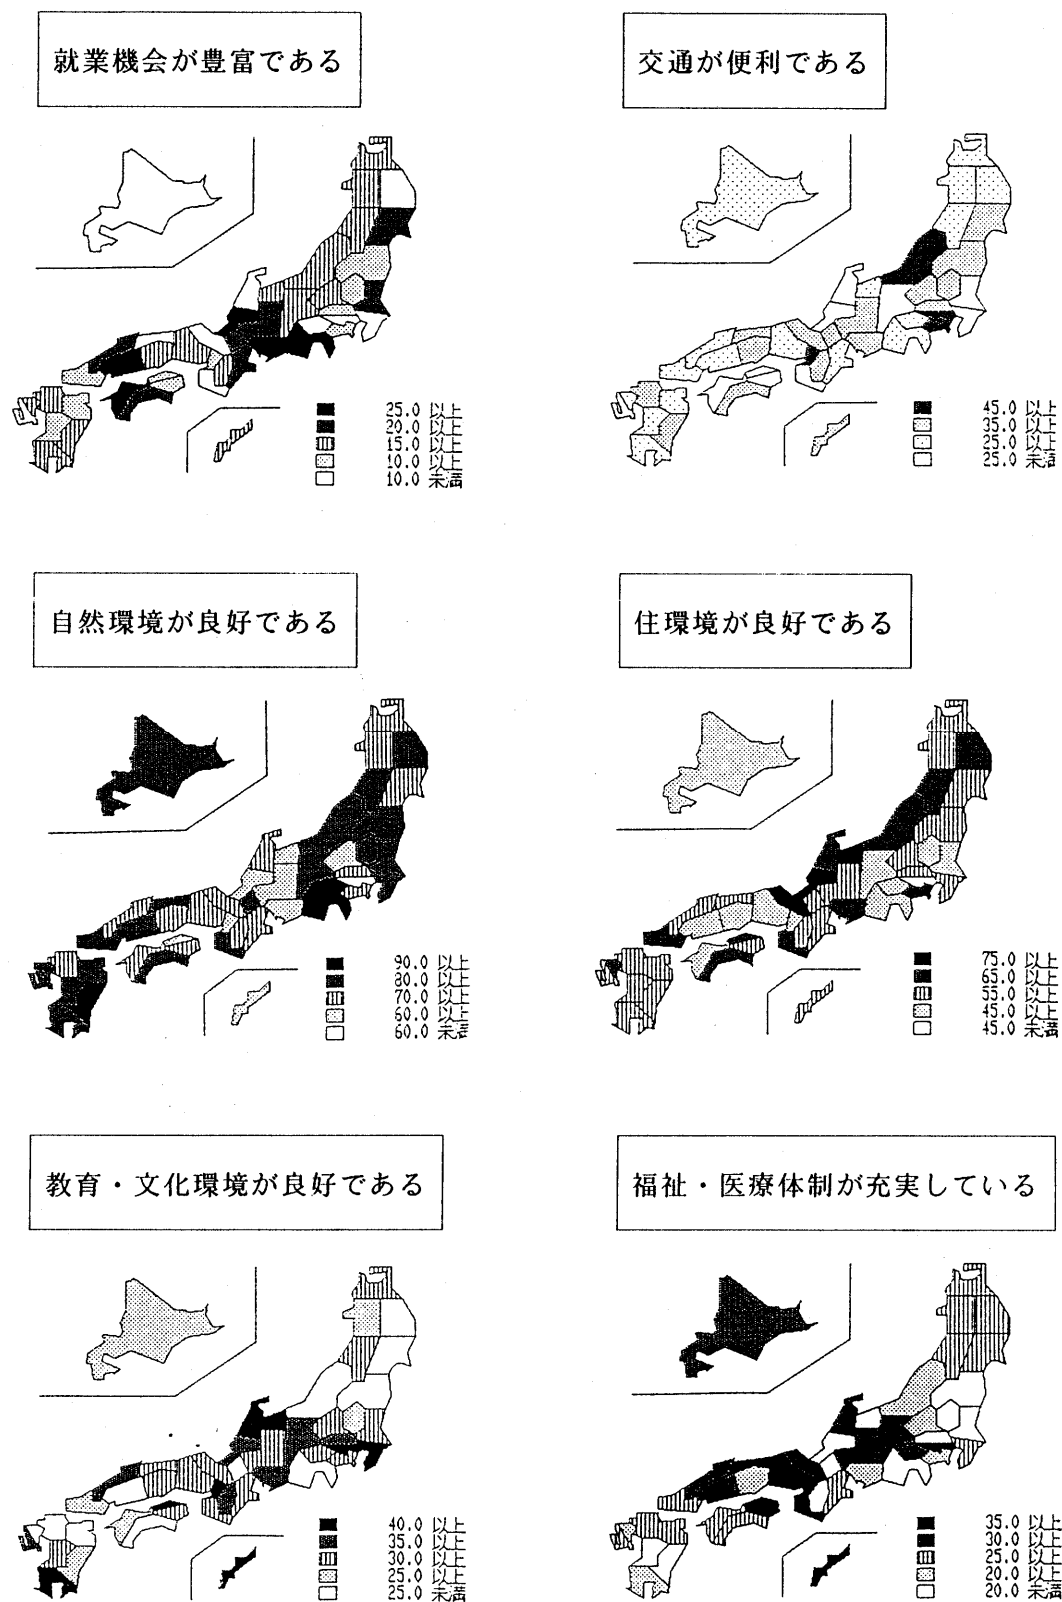 就業機会が豊富である
25.0 以上
20.0 以上
15.0 以上
10.0 以上
10.0 未満
交通が便利である
45.0 以上
35.0 以上
25.0 以上
25.0 未満
自然環境が良好である
90.0 以上
80.0 以上
70.0 以上
60.0 以上
60.0 未満
住環境が良好である
75.0 以上
65.0 以上
55.0 以上
45.0 以上
45.0 未満
教育・文化環境が良好である
40.0 以上
35.0 以上
30.0 以上
25.0 以上
25.0 未満
福祉・医療体制が充実している
35.0 以上
30.0 以上
25.0 以上
20.0 以上
20.0 未満